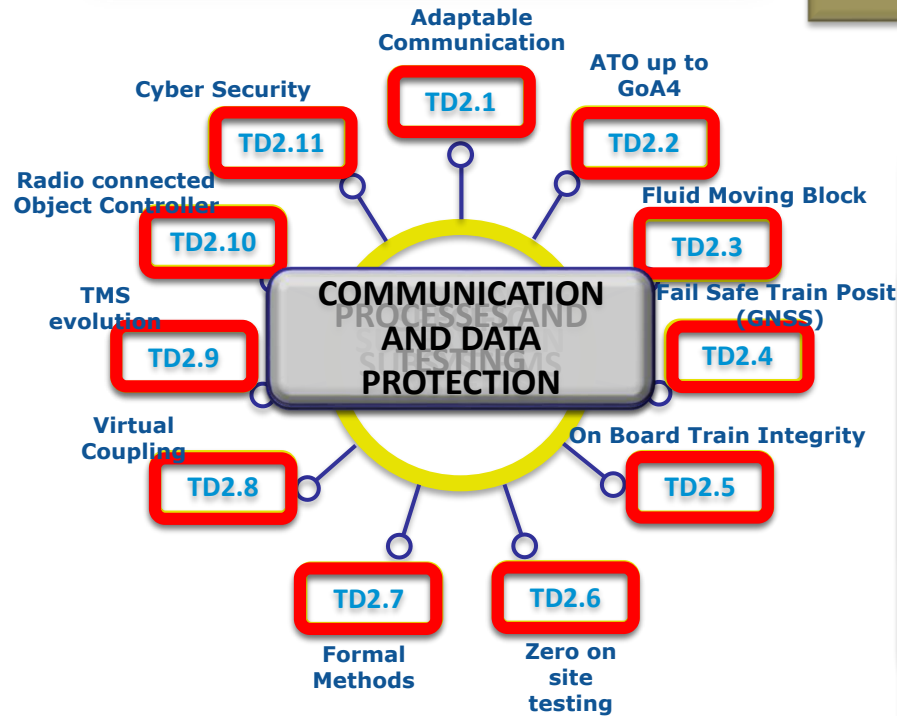 Adaptable
Communication
TD2.1
ATO up to
GoA4
TD2.2
Cyber Security
TD2.11
Radio connected
Object Controller
TD2.10
Fluid Moving Block
TD2.3
COMMUNICATION
AND DATA
PROTECTION
PROCESSES AND
TESTING
Fail Safe Train Posit
(GNSS)
TD2.4
TMS
evolution
TD2.9
On Board Train Integrity
TD2.5
Virtual
Coupling
TD2.8
TD2.7
Formal
Methods
TD2.6
Zero on
site
testing